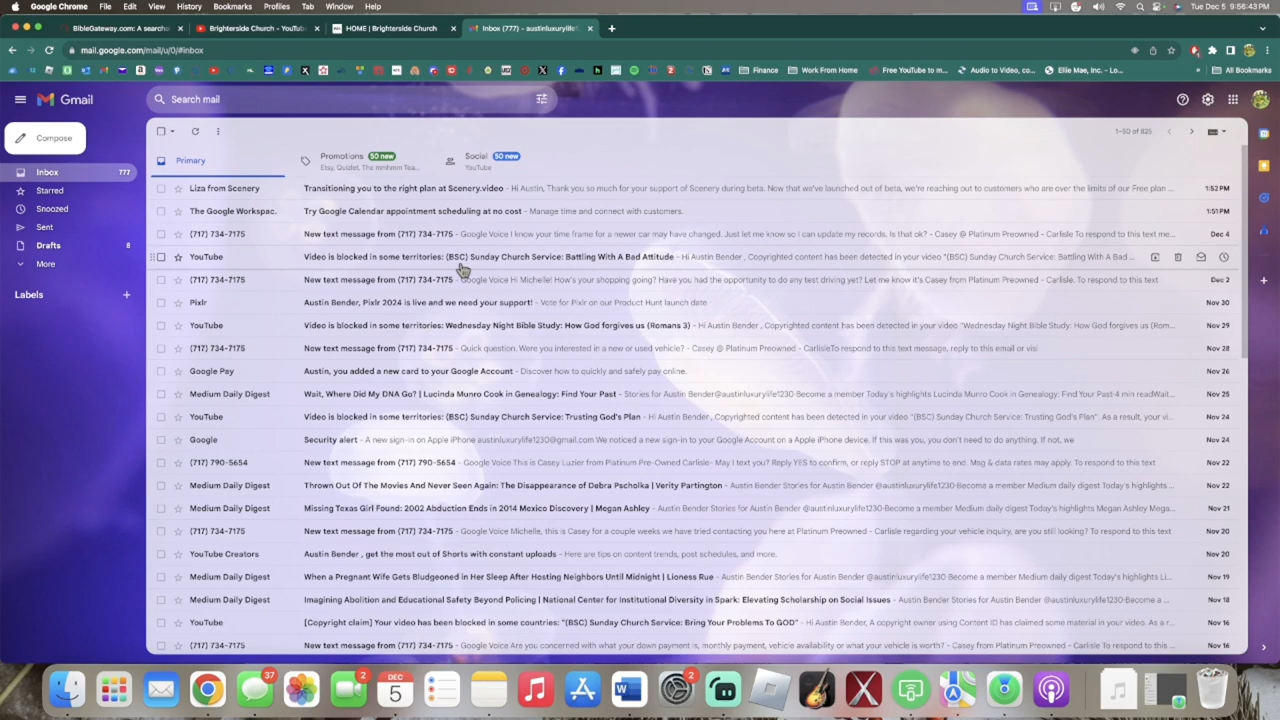 Google Chrome File Edit View History Bookmarks Profiles Tab Window Help Tue Dec 5 9:56:43 PM
BibleGateway.com: A searcha Brighterside Church - YouTub HOME | Brighterside Church Inbox (777) - austinluxurylife1
mail.google.com/mail/u/0/#inbox
Finance Work From Home Free YouTube to m... Audio to Video, co... Ellie Mae, Inc. - Lo... » All Bookmarks
Gmail Search mail
Compose
1–50 of 825
Inbox 777
Starred
Snoozed
Sent
Drafts 8
More
Labels
Primary
Promotions 50 new
Etsy, Quizlet, The mmhmm Tea...
Social 50 new
YouTube
Liza from Scenery Transitioning you to the right plan at Scenery.video - Hi Austin, Thank you so much for your support of Scenery during beta. Now that we've launched out of beta, we're reaching out to customers who are over the limits of our Free plan ... 1:52 PM
The Google Workspac. Try Google Calendar appointment scheduling at no cost - Manage time and connect with customers. 1:51 PM
(717) 734-7175 New text message from (717) 734-7175 - Google Voice I know your time frame for a newer car may have changed. Just let me know so I can update my records. Is that ok? - Casey @ Platinum Preowned - Carlisle To respond to this text me... Dec 4
YouTube Video is blocked in some territories: (BSC) Sunday Church Service: Battling With A Bad Attitude - Hi Austin Bender , Copyrighted content has been detected in your video "(BSC) Sunday Church Service: Battling With A Bad ...
(717) 734-7175 New text message from (717) 734-7175 - Google Voice Hi Michelle! How's your shopping going? Have you had the opportunity to do any test driving yet? Let me know it's Casey @ Platinum Preowned - Carlisle. To respond to this text Dec 2
Pixlr Austin Bender, Pixlr 2024 is live and we need your support! - Vote for Pixlr on our Product Hunt launch date Nov 30
YouTube Video is blocked in some territories: Wednesday Night Bible Study: How God forgives us (Romans 3) - Hi Austin Bender , Copyrighted content has been detected in your video "Wednesday Night Bible Study: How God forgives us (Rom... Nov 29
(717) 734-7175 New text message from (717) 734-7175 - Quick question. Were you interested in a new or used vehicle? - Casey @ Platinum Preowned - CarlisleTo respond to this text message, reply to this email or visi Nov 28
Google Pay Austin, you added a new card to your Google Account - Discover how to quickly and safely pay online. Nov 26
Medium Daily Digest Wait, Where Did My DNA Go? | Lucinda Munro Cook in Genealogy: Find Your Past - Stories for Austin Bender @austinluxurylife1230·Become a member Today's highlights Lucinda Munro Cook in Genealogy: Find Your Past·4 min readWait... Nov 25
YouTube Video is blocked in some territories: (BSC) Sunday Church Service: Trusting God's Plan - Hi Austin Bender , Copyrighted content has been detected in your video "(BSC) Sunday Church Service: Trusting God's Plan". As a result, your vi... Nov 24
Google Security alert - A new sign-in on Apple iPhone austinluxurylife1230@gmail.com We noticed a new sign-in to your Google Account on a Apple iPhone device. If this was you, you don't need to do anything. If not, we Nov 24
(717) 790-5654 New text message from (717) 790-5654 - Google Voice This is Casey Luzier from Platinum Pre-Owned Carlisle- May I text you? Reply YES to confirm, or reply STOP at anytime to end. Msg & data rates may apply. To respond to this text Nov 22
Medium Daily Digest Thrown Out Of The Movies And Never Seen Again: The Disappearance of Debra Pscholka | Verity Partington - Austin Bender Stories for Austin Bender @austinluxurylife1230·Become a member Medium daily digest Today's highlights ... Nov 22
Medium Daily Digest Missing Texas Girl Found: 2002 Abduction Ends in 2014 Mexico Discovery | Megan Ashley - Austin Bender Stories for Austin Bender @austinluxurylife1230·Become a member Medium daily digest Today's highlights Megan Ashley Mega... Nov 21
(717) 734-7175 New text message from (717) 734-7175 - Google Voice Michelle, this is Casey for a couple weeks we have tried contacting you here at Platinum Preowned - Carlisle regarding your vehicle inquiry, are you still looking? To respond to this text Nov 20
YouTube Creators Austin Bender , get the most out of Shorts with constant uploads - Here are tips on content trends, post schedules, and more. Nov 20
Medium Daily Digest When a Pregnant Wife Gets Bludgeoned in Her Sleep After Hosting Neighbors Until Midnight | Lioness Rue - Austin Bender Stories for Austin Bender @austinluxurylife1230·Become a member Medium daily digest Today's highlights Li... Nov 19
Medium Daily Digest Imagining Abolition and Educational Safety Beyond Policing | National Center for Institutional Diversity in Spark: Elevating Scholarship on Social Issues - Austin Bender Stories for Austin Bender @austinluxurylife1230·Become a ... Nov 18
YouTube [Copyright claim] Your video has been blocked in some countries: "(BSC) Sunday Church Service: Bring Your Problems To GOD" - Hi Austin Bender, A copyright owner using Content ID has claimed some material in your video. As a r... Nov 16
(717) 734-7175 New text message from (717) 734-7175 - Google Voice Are you concerned with what your down payment is, monthly payment, vehicle availability or what your vehicle is worth? - Casey @ Platinum Preowned - Carlisle To respond to this text Nov 16
37 2 DEC 5 2